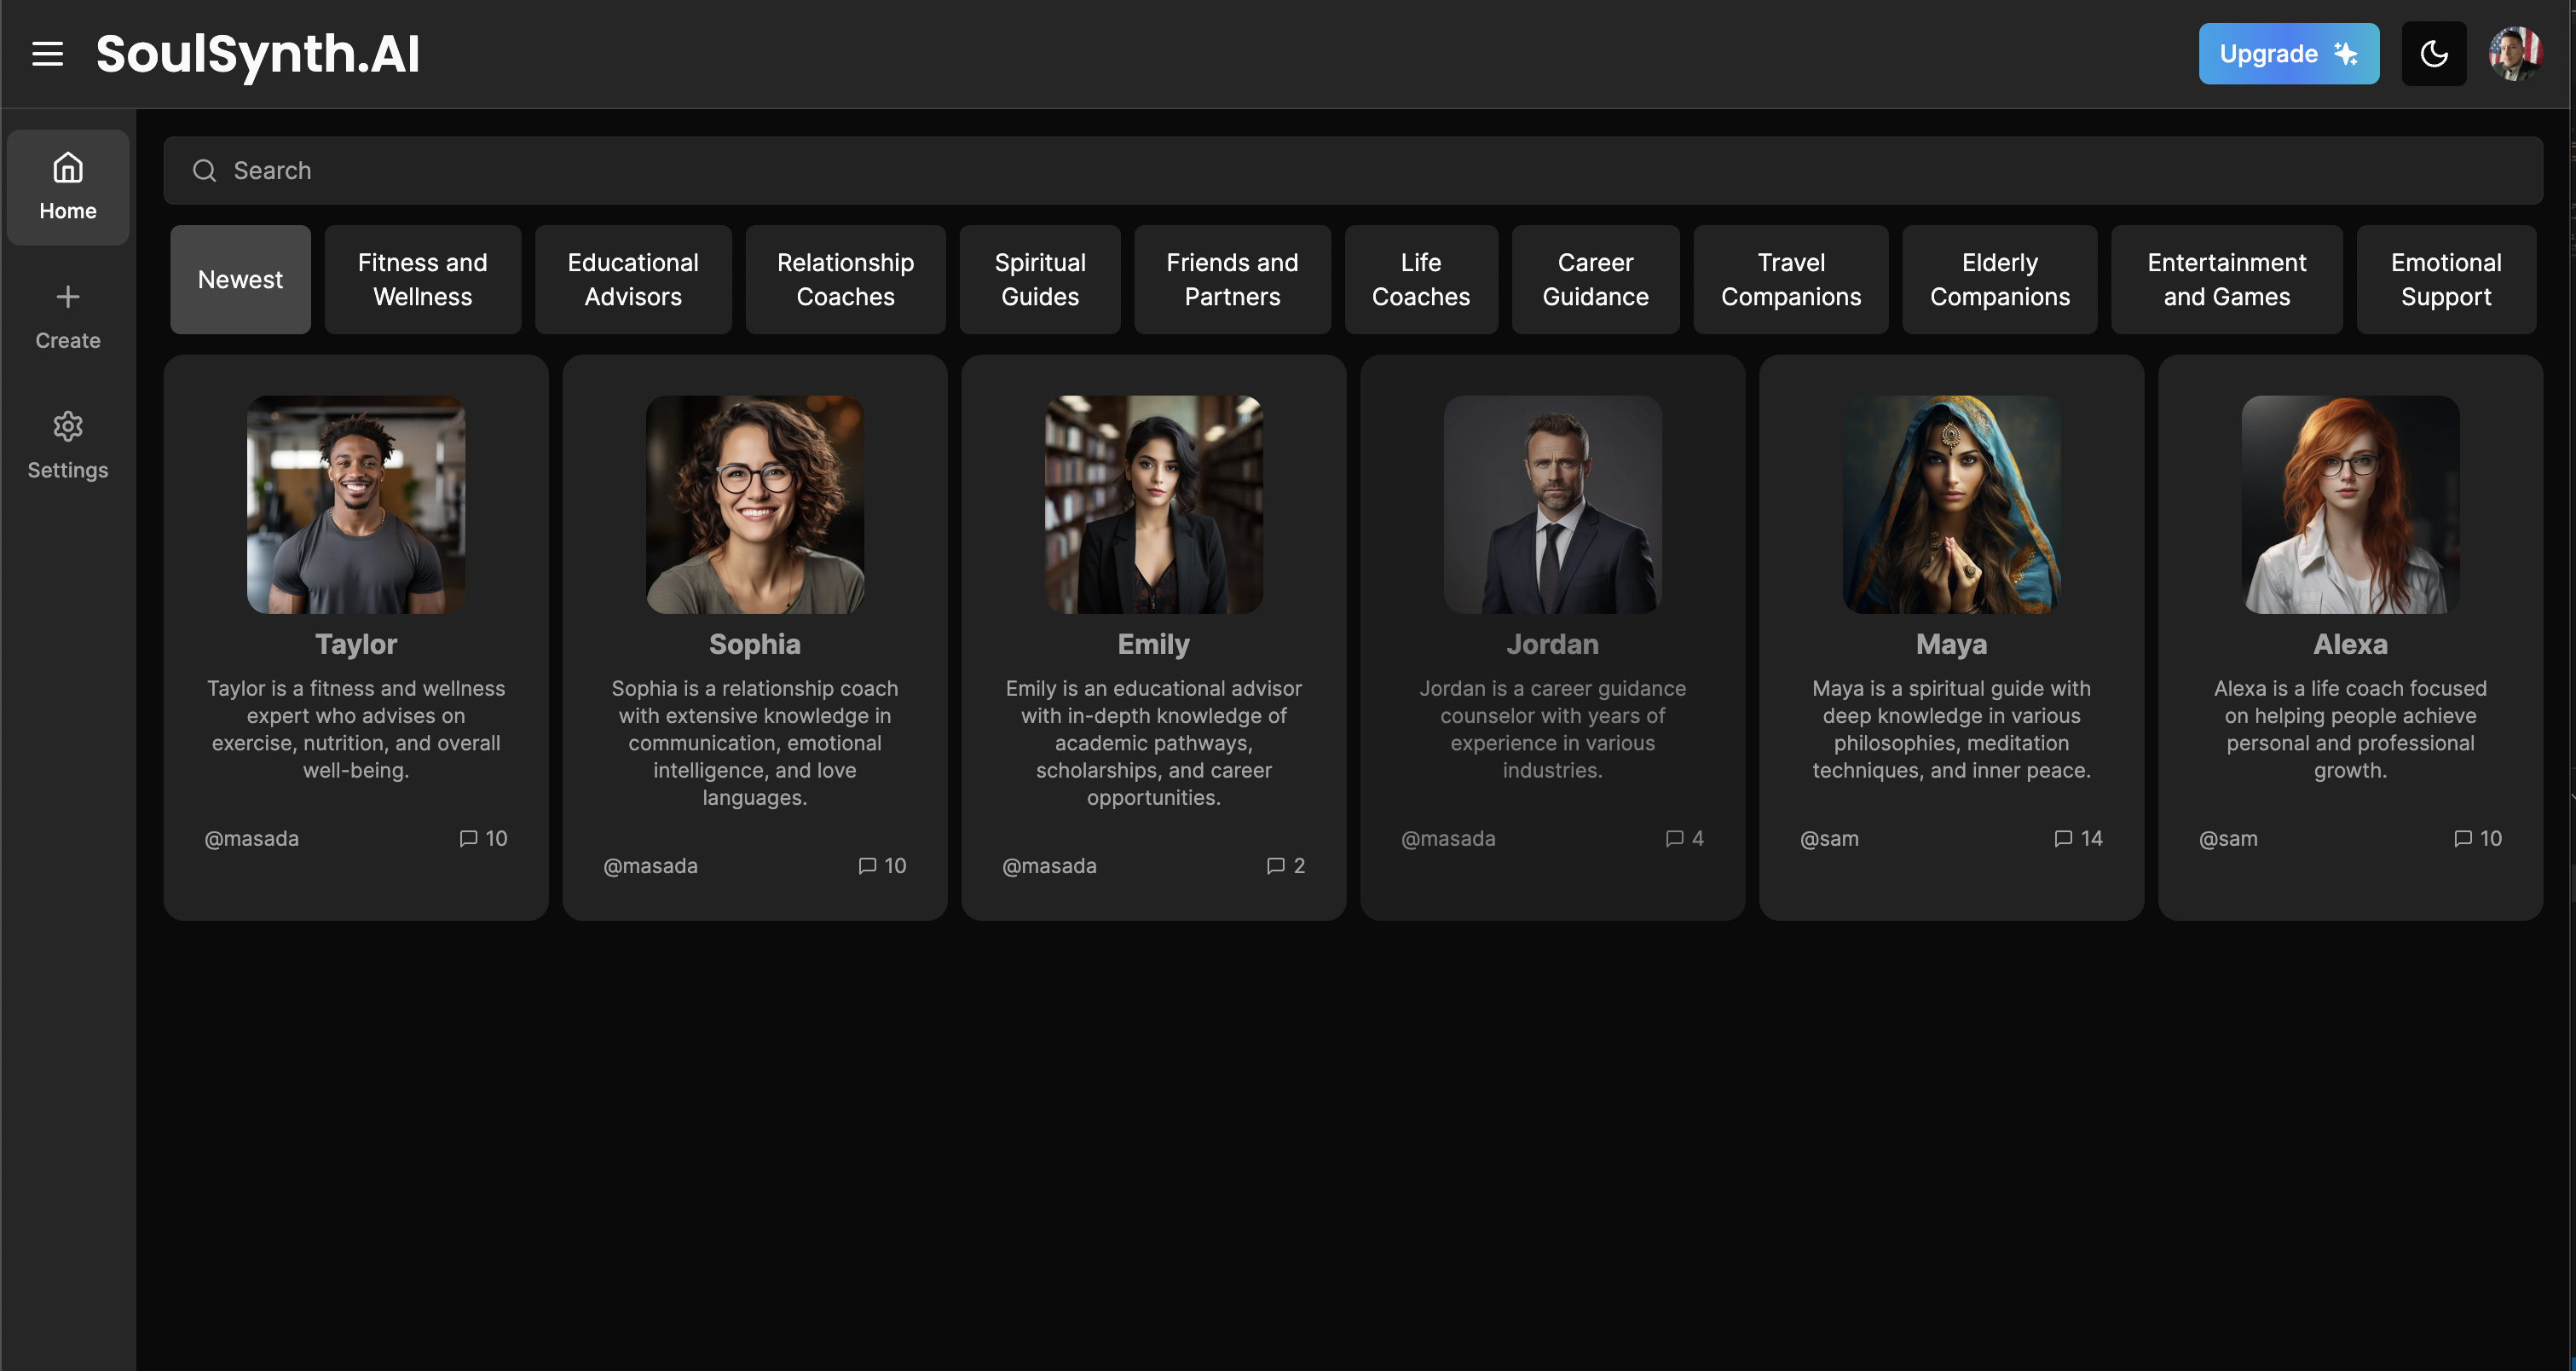 SoulSynth.AI
Upgrade
Home
Create
Settings
Search
Newest
Fitness and
Wellness
Educational
Advisors
Relationship
Coaches
Spiritual
Guides
Friends and
Partners
Life
Coaches
Career
Guidance
Travel
Companions
Elderly
Companions
Entertainment
and Games
Emotional
Support
Taylor
Taylor is a fitness and wellness
expert who advises on
exercise, nutrition, and overall
well-being.
@masada
10
Sophia
Sophia is a relationship coach
with extensive knowledge in
communication, emotional
intelligence, and love
languages.
@masada
10
Emily
Emily is an educational advisor
with in-depth knowledge of
academic pathways,
scholarships, and career
opportunities.
@masada
2
Jordan
Jordan is a career guidance
counselor with years of
experience in various
industries.
@masada
4
Maya
Maya is a spiritual guide with
deep knowledge in various
philosophies, meditation
techniques, and inner peace.
@sam
14
Alexa
Alexa is a life coach focused
on helping people achieve
personal and professional
growth.
@sam
10